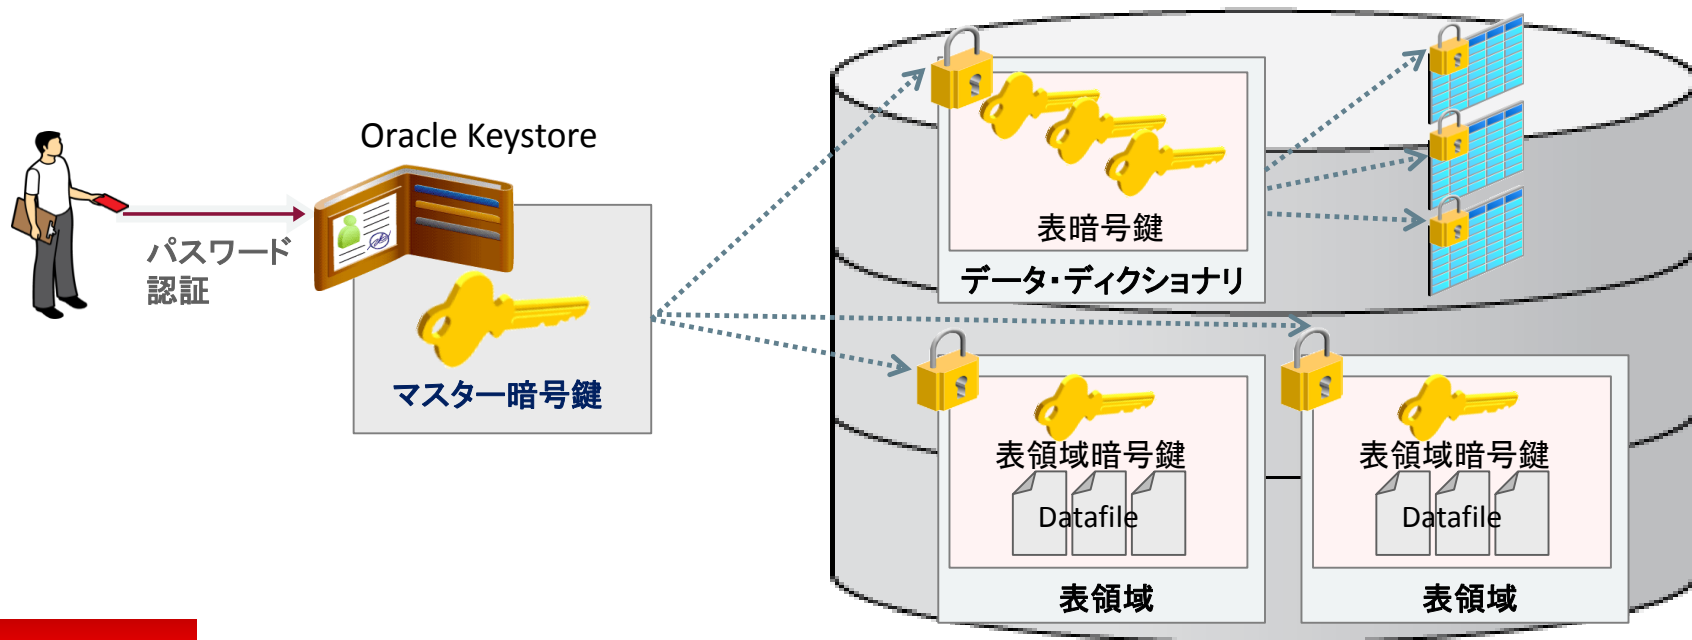 Oracle Keystore
パスワード
認証
マスター暗号鍵
表暗号鍵
データ・ディクショナリ
表領域暗号鍵
Datafile
表領域
表領域暗号鍵
Datafile
表領域